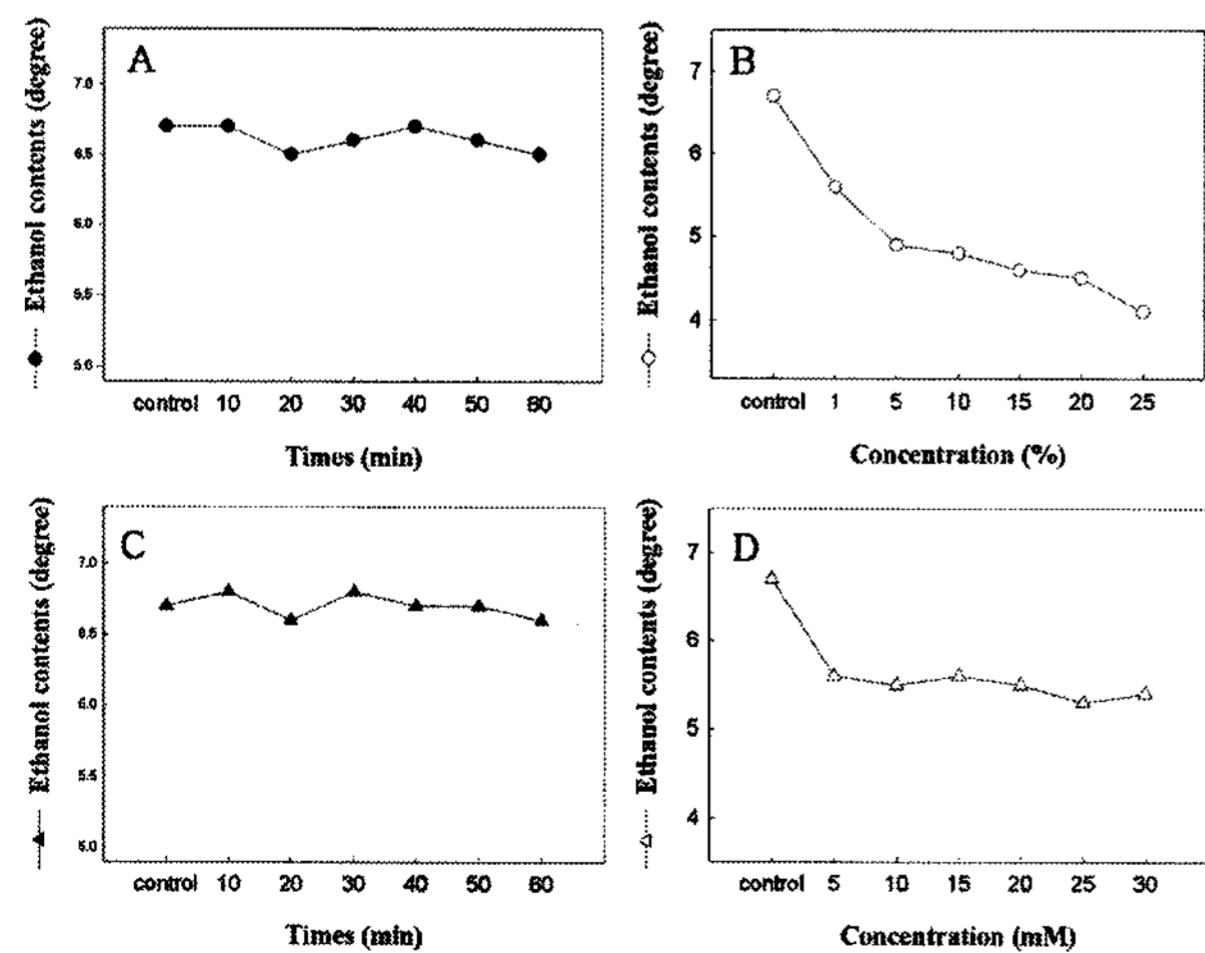 A
Ethanol contents (degree)
7.0
6.5
6.0
5.5
5.0
control 10 20 30 40 50 60
Times (min)
B
Ethanol contents (degree)
7
6
5
4
control 1 5 10 15 20 25
Concentration (%)
C
Ethanol contents (degree)
7.0
6.5
6.0
5.5
5.0
control 10 20 30 40 50 60
Times (min)
D
Ethanol contents (degree)
7
6
5
4
control 5 10 15 20 25 30
Concentration (mM)